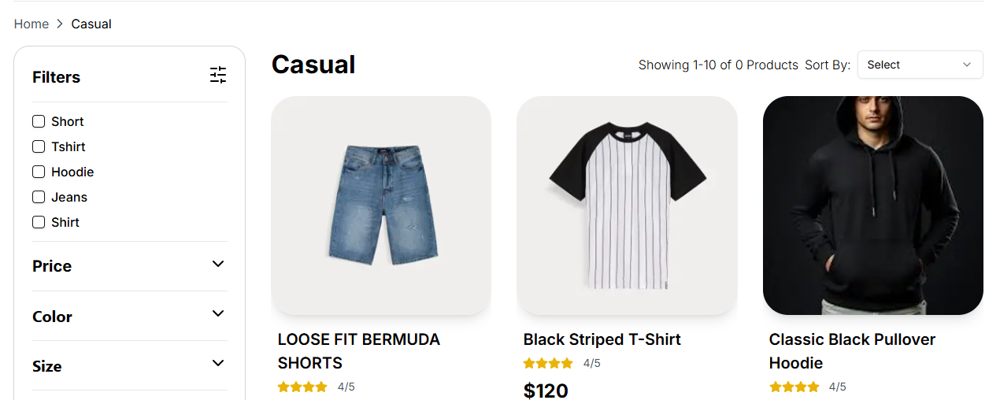 Home > Casual
Filters
Short
Tshirt
Hoodie
Jeans
Shirt
Price
Color
Size
Casual
Showing 1-10 of 0 Products Sort By: Select
LOOSE FIT BERMUDA
SHORTS
4/5
Black Striped T-Shirt
4/5
$120
Classic Black Pullover
Hoodie
4/5